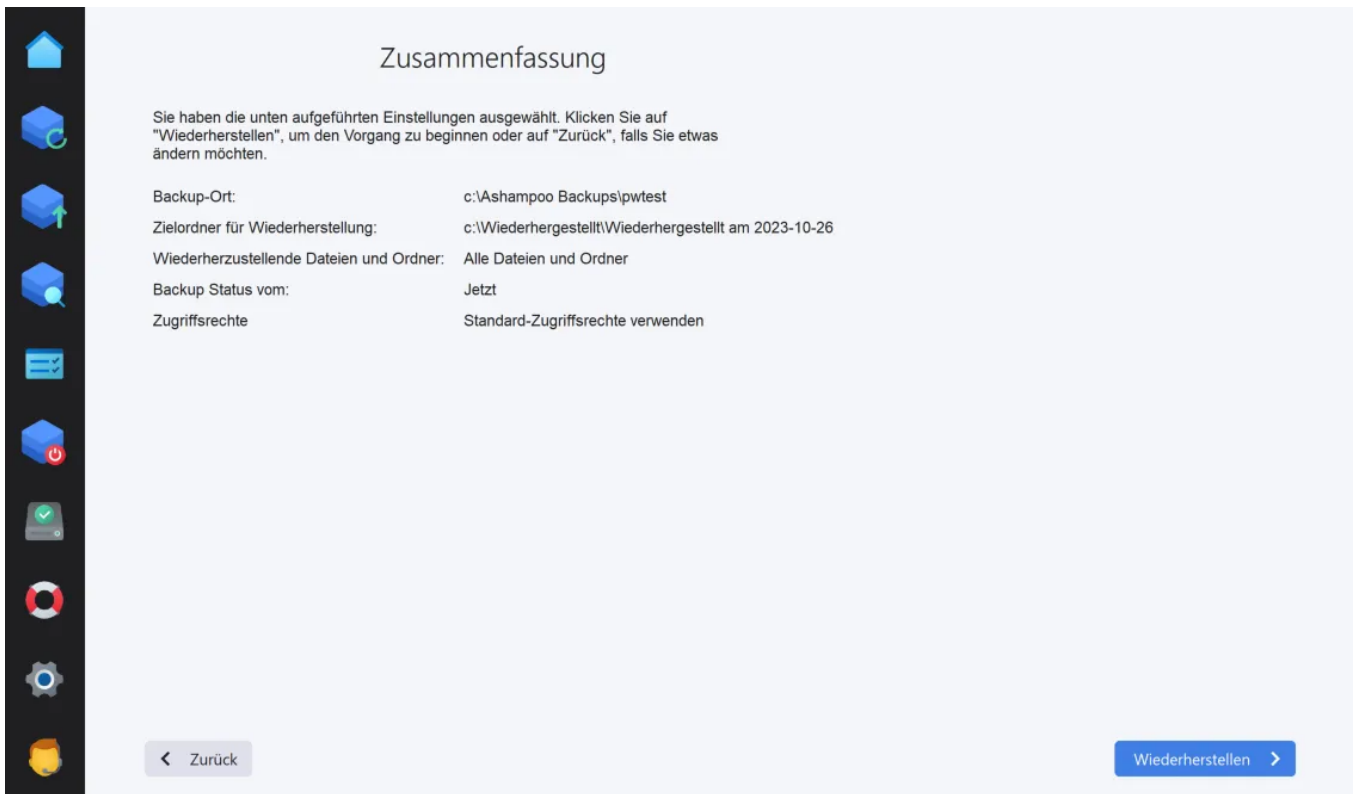 Zusammenfassung
Sie haben die unten aufgeführten Einstellungen ausgewählt. Klicken Sie auf
"Wiederherstellen", um den Vorgang zu beginnen oder auf "Zurück", falls Sie etwas
ändern möchten.
Backup-Ort: c:\Ashampoo Backups\pwtest
Zielordner für Wiederherstellung: c:\Wiederhergestellt\Wiederhergestellt am 2023-10-26
Wiederherzustellende Dateien und Ordner: Alle Dateien und Ordner
Backup Status vom: Jetzt
Zugriffsrechte Standard-Zugriffsrechte verwenden
Zurück Wiederherstellen